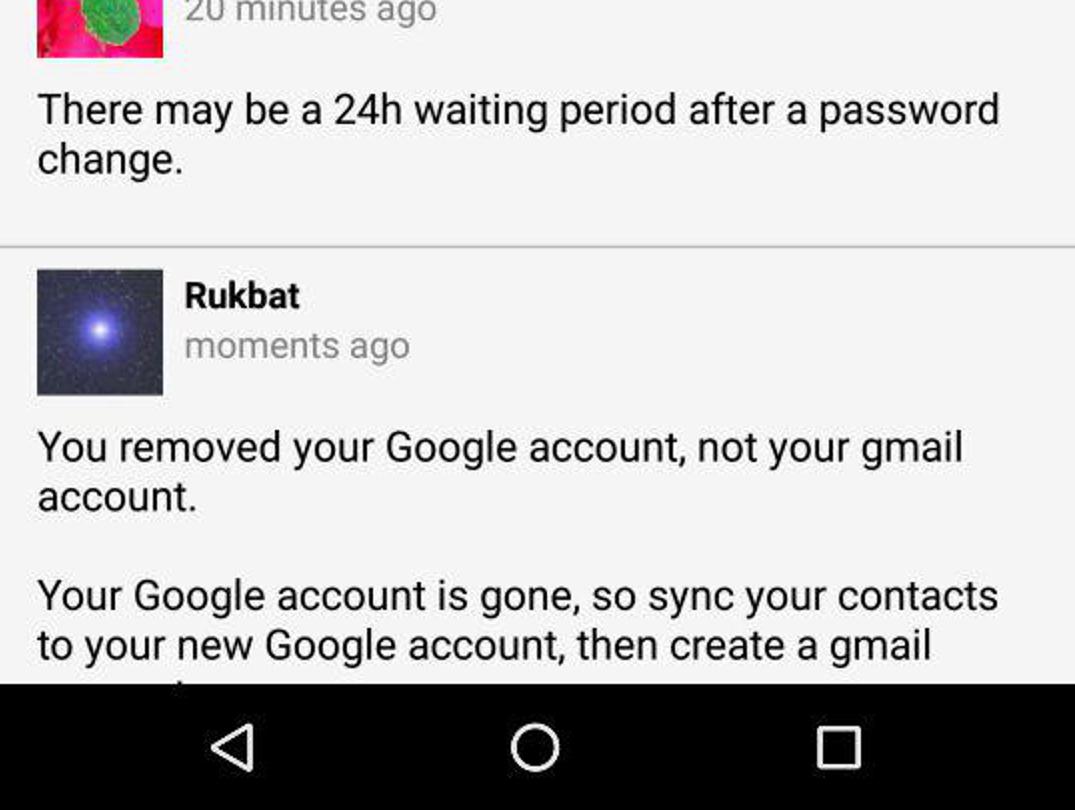 20 minutes ago
There may be a 24h waiting period after a password
change.
Rukbat
moments ago
You removed your Google account, not your gmail
account.
Your Google account is gone, so sync your contacts
to your new Google account, then create a gmail